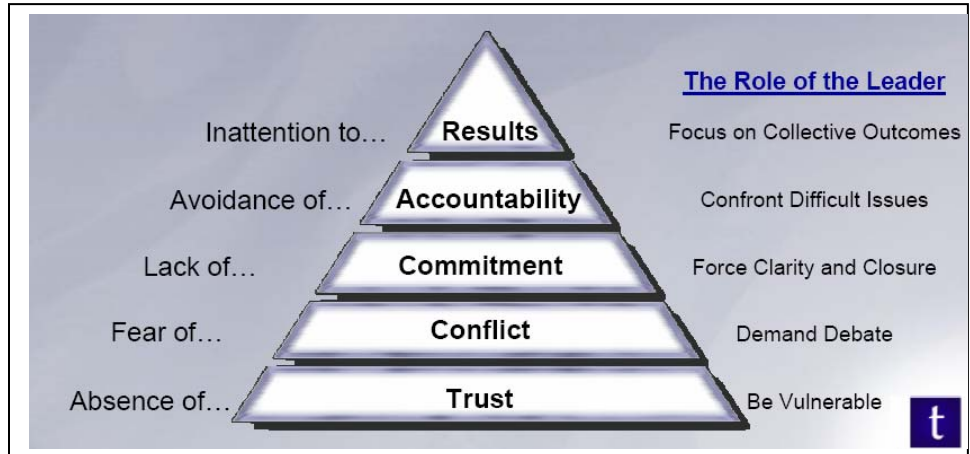 The Role of the Leader
Inattention to… Results Focus on Collective Outcomes
Avoidance of… Accountability Confront Difficult Issues
Lack of… Commitment Force Clarity and Closure
Fear of… Conflict Demand Debate
Absence of… Trust Be Vulnerable
t